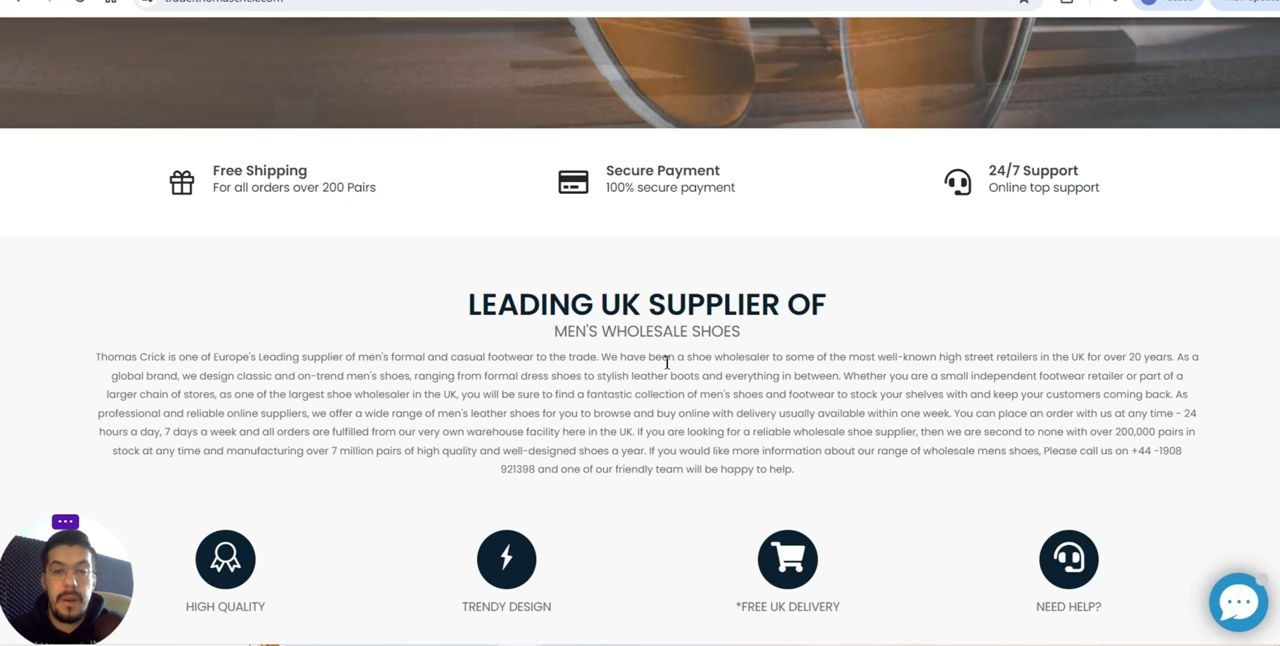 Free Shipping
For all orders over 200 Pairs
Secure Payment
100% secure payment
24/7 Support
Online top support
LEADING UK SUPPLIER OF
MEN'S WHOLESALE SHOES
Thomas Crick is one of Europe's Leading supplier of men's formal and casual footwear to the trade. We have been a shoe wholesaler to some of the most well-known high street retailers in the UK for over 20 years. As a
global brand, we design classic and on-trend men's shoes, ranging from formal dress shoes to stylish leather boots and everything in between. Whether you are a small independent footwear retailer or part of a
larger chain of stores, as one of the largest shoe wholesaler in the UK, you will be sure to find a fantastic collection of men's shoes and footwear to stock your shelves with and keep your customers coming back. As
professional and reliable online suppliers, we offer a wide range of men's leather shoes for you to browse and buy online with delivery usually available within one week. You can place an order with us at any time - 24
hours a day, 7 days a week and all orders are fulfilled from our very own warehouse facility here in the UK. If you are looking for a reliable wholesale shoe supplier, then we are second to none with over 200,000 pairs in
stock at any time and manufacturing over 7 million pairs of high quality and well-designed shoes a year. If you would like more information about our range of wholesale mens shoes, Please call us on +44 -1908
921398 and one of our friendly team will be happy to help.
HIGH QUALITY
TRENDY DESIGN
*FREE UK DELIVERY
NEED HELP?